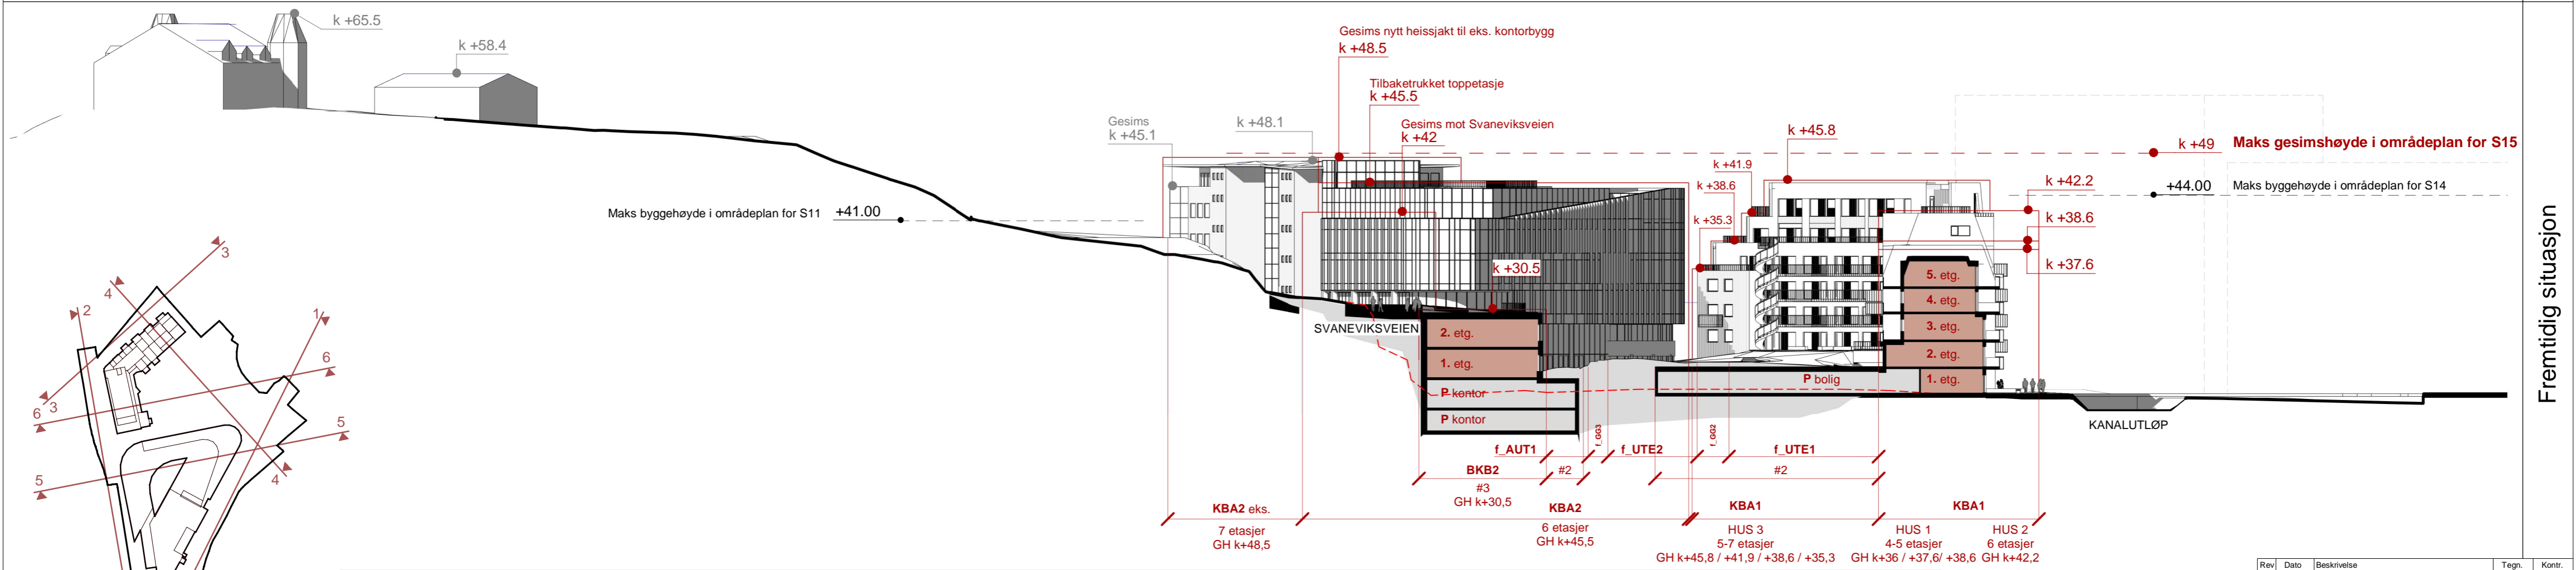 k +65.5
k +58.4
Gesims
k +45.1
k +48.1
Gesims nytt heissjakt til eks. kontorbygg
k +48.5
Tilbaketrukket toppetasje
k +45.5
Gesims mot Svaneviksveien
k +42
k +45.8
k +41.9
k +38.6
k +35.3
k +49
Maks gesimshøyde i områdeplan for S15
k +42.2
+44.00
Maks byggehøyde i områdeplan for S14
k +38.6
k +37.6
Maks byggehøyde i områdeplan for S11
+41.00
k +30.5
SVANEVIKSVEIEN
2. etg.
1. etg.
P kontor
P kontor
P bolig
5. etg.
4. etg.
3. etg.
2. etg.
1. etg.
KANALUTLØP
3
4
2
1
6
6
3
5
5
4
f_AUT1
f_GG3
f_UTE2
f_GG2
f_UTE1
BKB2
#2
#2
#3
GH k+30,5
KBA2 eks.
7 etasjer
GH k+48,5
KBA2
6 etasjer
GH k+45,5
KBA1
HUS 3
5-7 etasjer
GH k+45,8 / +41,9 / +38,6 / +35,3
KBA1
HUS 1
4-5 etasjer
GH k+36 / +37,6/ +38,6
HUS 2
6 etasjer
GH k+42,2
Fremtidig situasjon
Rev Dato Beskrivelse Tegn. Kontr.